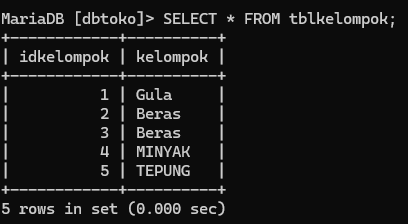 MariaDB [dbtoko]> SELECT * FROM tblkelompok;
+------------+----------+
| idkelompok | kelompok |
+------------+----------+
|          1 | Gula     |
|          2 | Beras    |
|          3 | Beras    |
|          4 | MINYAK   |
|          5 | TEPUNG   |
+------------+----------+
5 rows in set (0.000 sec)